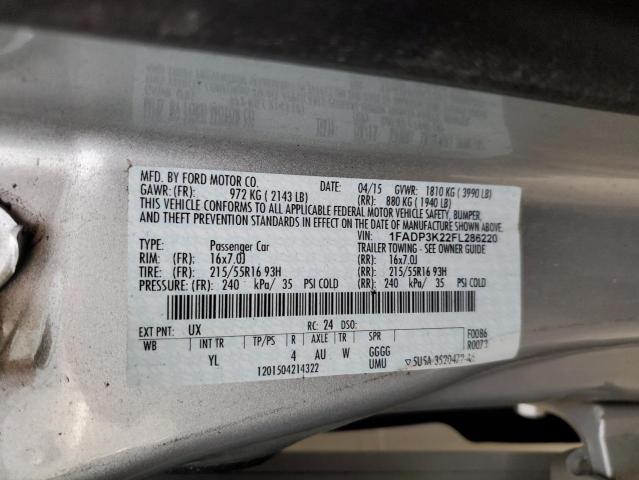 MFD. BY FORD MOTOR CO.
DATE: 04/15 GVWR: 1810 KG ( 3990 LB)
GAWR: (FR): 972 KG ( 2143 LB) (RR): 880 KG ( 1940 LB)
THIS VEHICLE CONFORMS TO ALL APPLICABLE FEDERAL MOTOR VEHICLE SAFETY, BUMPER,
AND THEFT PREVENTION STANDARDS IN EFFECT ON THE DATE OF MANUFACTURE SHOWN ABOVE
VIN: 1FADP3K22FL286220
TYPE: Passenger Car TRAILER TOWING - SEE OWNER GUIDE
RIM: (FR): 16x7.0J (RR): 16x7.0J
TIRE: (FR): 215/55R16 93H (RR): 215/55R16 93H
PRESSURE: (FR): 240 kPa/ 35 PSI COLD (RR): 240 kPa/ 35 PSI COLD
EXT PNT: UX RC: 24 DSO: F0086
WB INT TR TP/PS R AXLE TR SPR R0073
YL 4 AU W GGGG
UMU
1201504214322